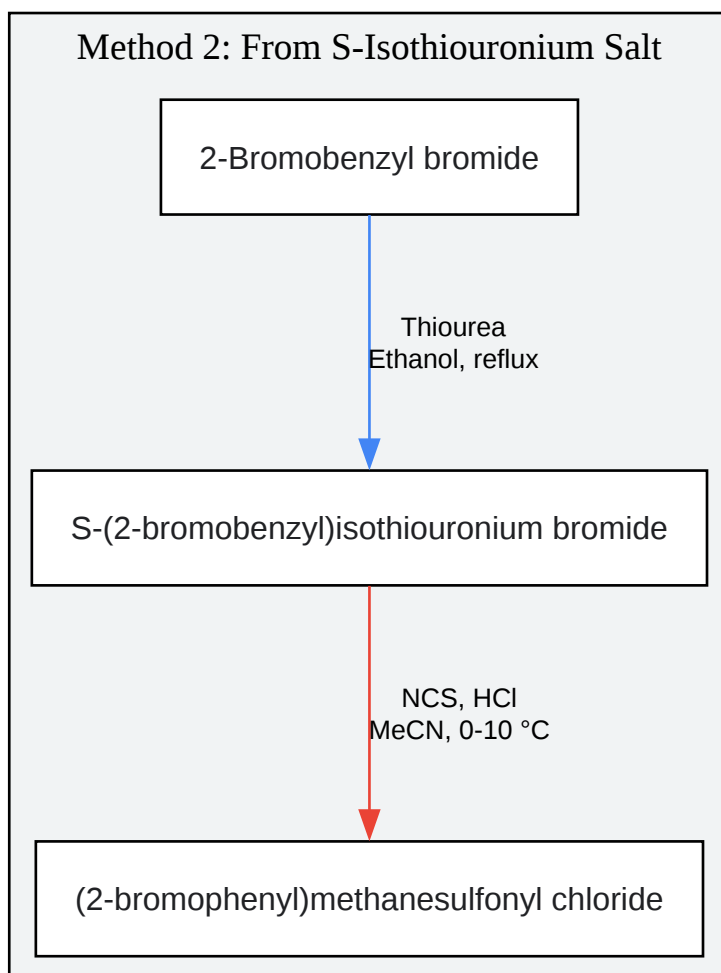 Method 2: From S-Isothiouronium Salt
2-Bromobenzyl bromide
Thiourea
Ethanol, reflux
S-(2-bromobenzyl)isothiouronium bromide
NCS, HCl
MeCN, 0-10 °C
(2-bromophenyl)methanesulfonyl chloride